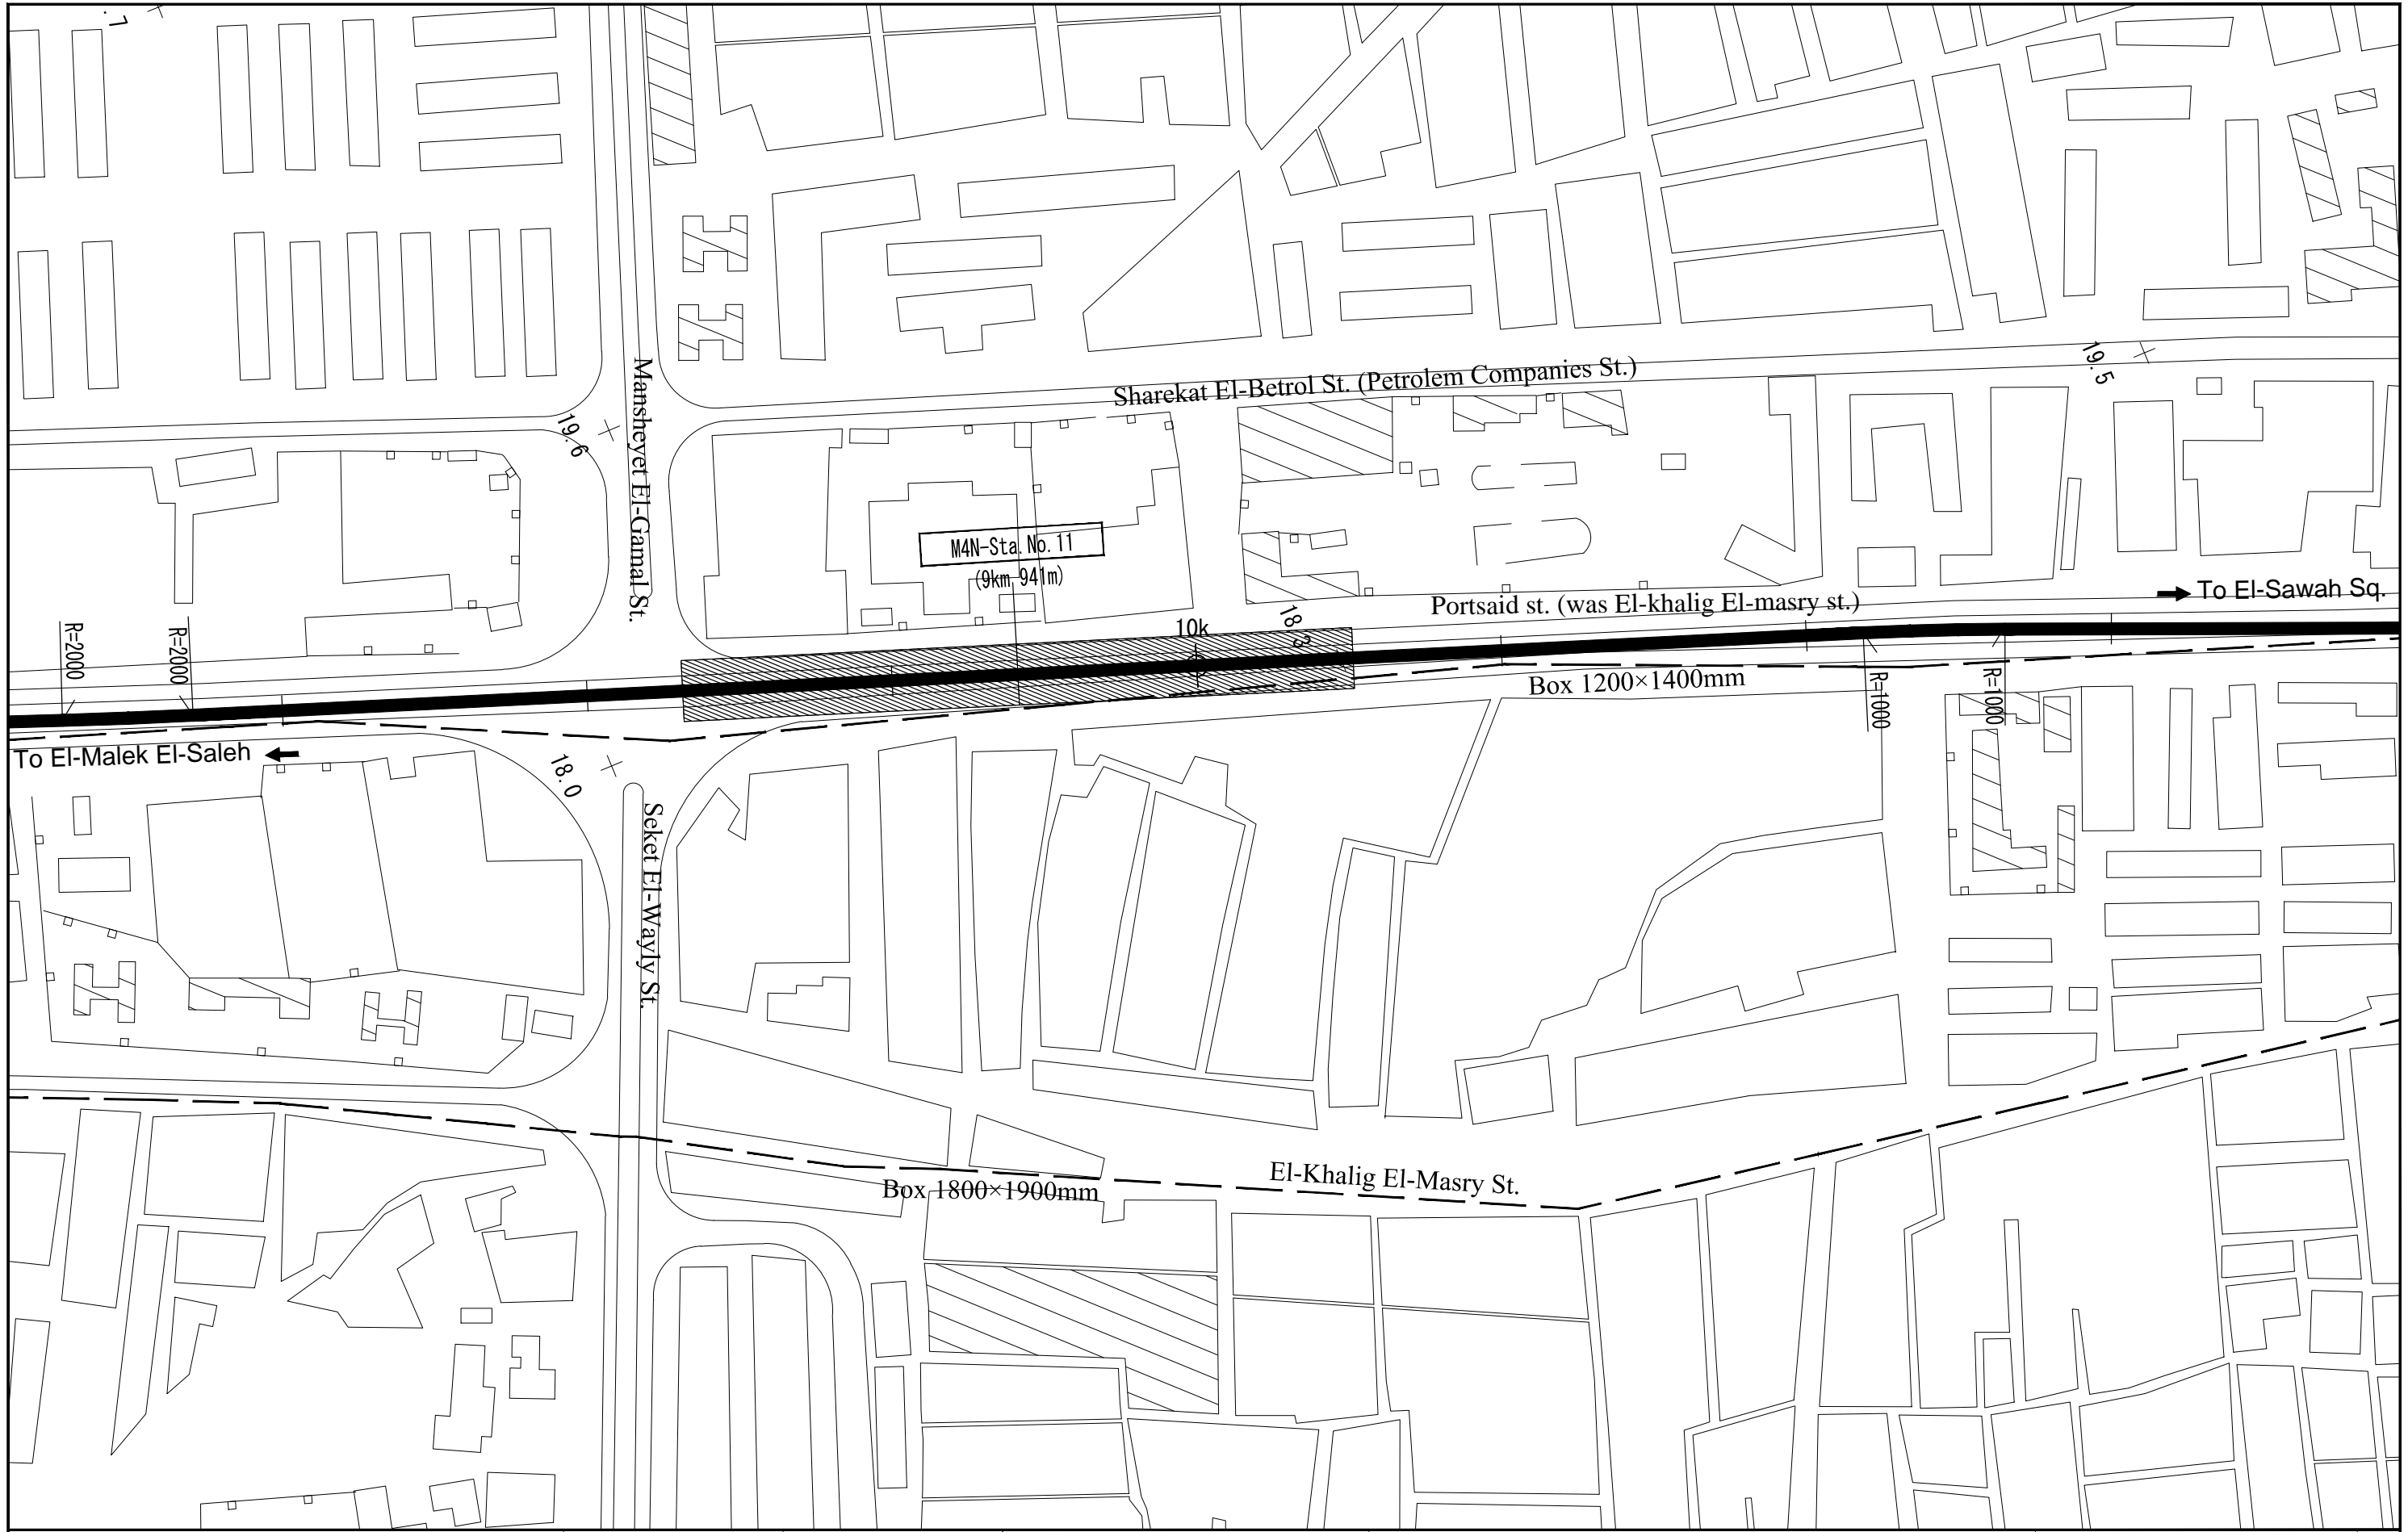 .7
Mansheyet El-Gamal St.
Sharekat El-Betrol St. (Petrolem Companies St.)
19.5
19.6
M4N-Sta.No.11
(9km 941m)
Portsaid st. (was El-khalig El-masry st.)
To El-Sawah Sq.
R=2000
R=2000
10k
18.3
Box 1200×1400mm
R=1000
R=1000
To El-Malek El-Saleh
18.0
Seket El-Wayly St.
El-Khalig El-Masry St.
Box 1800×1900mm